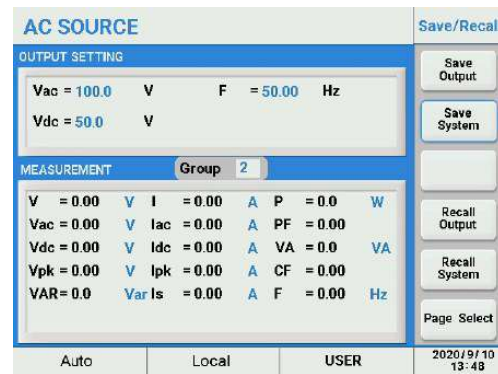 AC SOURCE
Save/Recal
OUTPUT SETTING
Vac = 100.0 V F = 50.00 Hz
Vdc = 50.0 V
MEASUREMENT Group 2
V = 0.00 V I = 0.00 A P = 0.0 W
Vac = 0.00 V Iac = 0.00 A PF = 0.00
Vdc = 0.00 V Idc = 0.00 A VA = 0.0 VA
Vpk = 0.00 V Ipk = 0.00 A CF = 0.00
VAR= 0.0 Var Is = 0.00 A F = 0.00 Hz
Save
Output
Save
System
Recall
Output
Recall
System
Page Select
Auto Local USER
2020/9/10
13:48